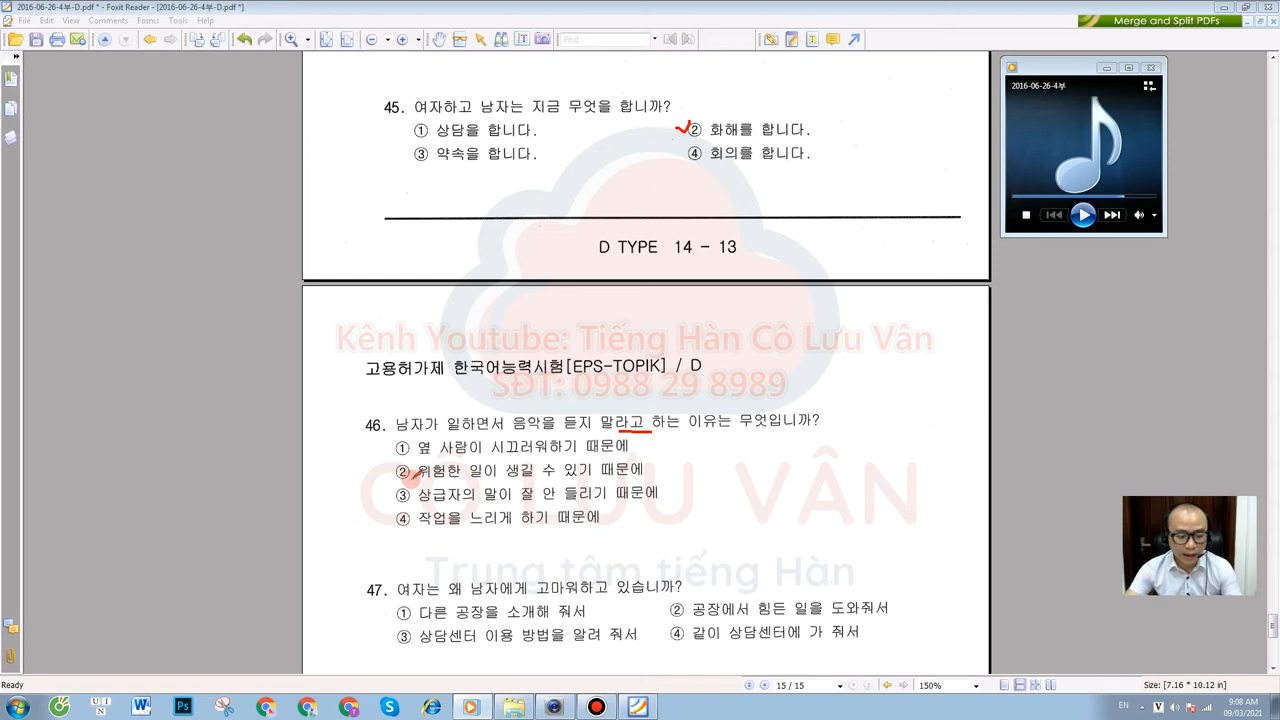 2016-06-26-4부-D.pdf * - Foxit Reader - [2016-06-26-4부-D.pdf *]
File Edit View Comments Forms Tools Help
Merge and Split PDFs
Find
45. 여자하고 남자는 지금 무엇을 합니까?
① 상담을 합니다. ② 화해를 합니다.
③ 약속을 합니다. ④ 회의를 합니다.
D TYPE 14 - 13
2016-06-26-4부
Kênh Youtube: Tiếng Hàn Cô Lưu Vân
고용허가제 한국어능력시험[EPS-TOPIK] / D
SĐT: 0988 29 8989
46. 남자가 일하면서 음악을 듣지 말라고 하는 이유는 무엇입니까?
① 옆 사람이 시끄러워하기 때문에
② 위험한 일이 생길 수 있기 때문에
③ 상급자의 말이 잘 안 들리기 때문에
④ 작업을 느리게 하기 때문에
CÔ LƯU VÂN
Trung tâm tiếng Hàn
47. 여자는 왜 남자에게 고마워하고 있습니까?
① 다른 공장을 소개해 줘서 ② 공장에서 힘든 일을 도와줘서
③ 상담센터 이용 방법을 알려 줘서 ④ 같이 상담센터에 가 줘서
Ready
15 / 15
150%
Size: [7.16 * 10.12 in]
EN
9:08 AM
09/03/2021